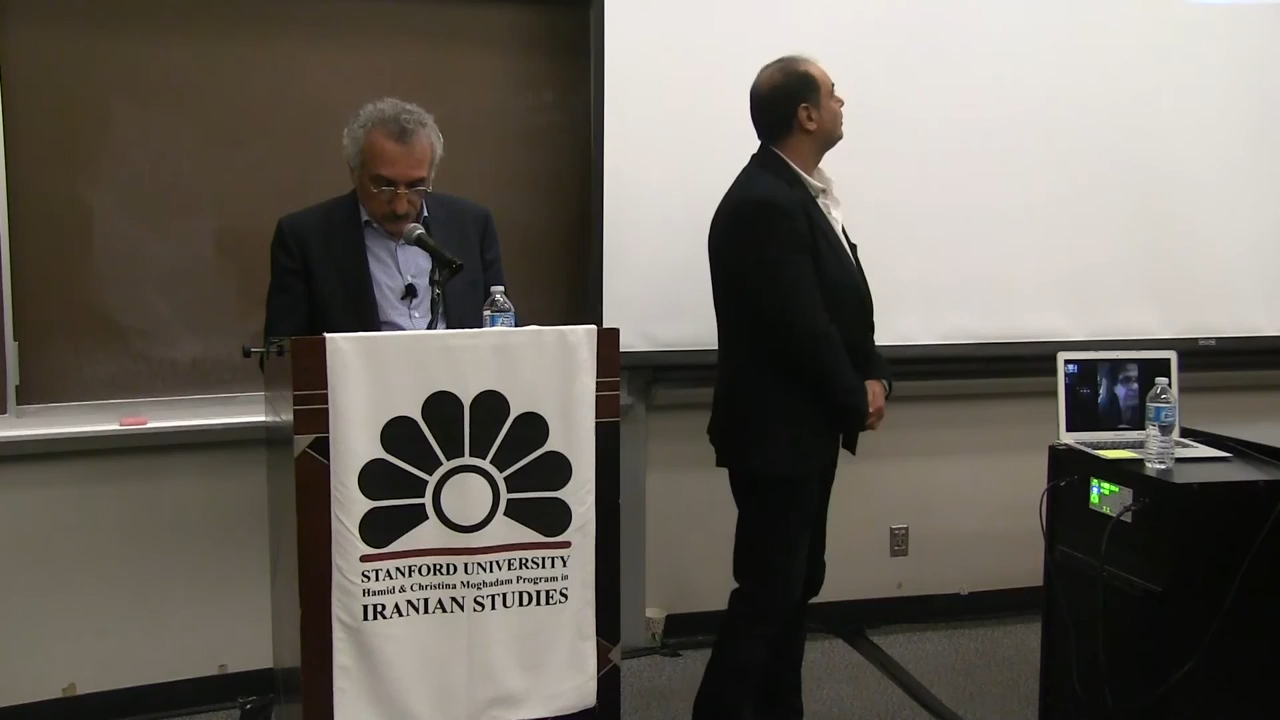 STANFORD UNIVERSITY
Hamid & Christina Moghadam Program in
IRANIAN STUDIES